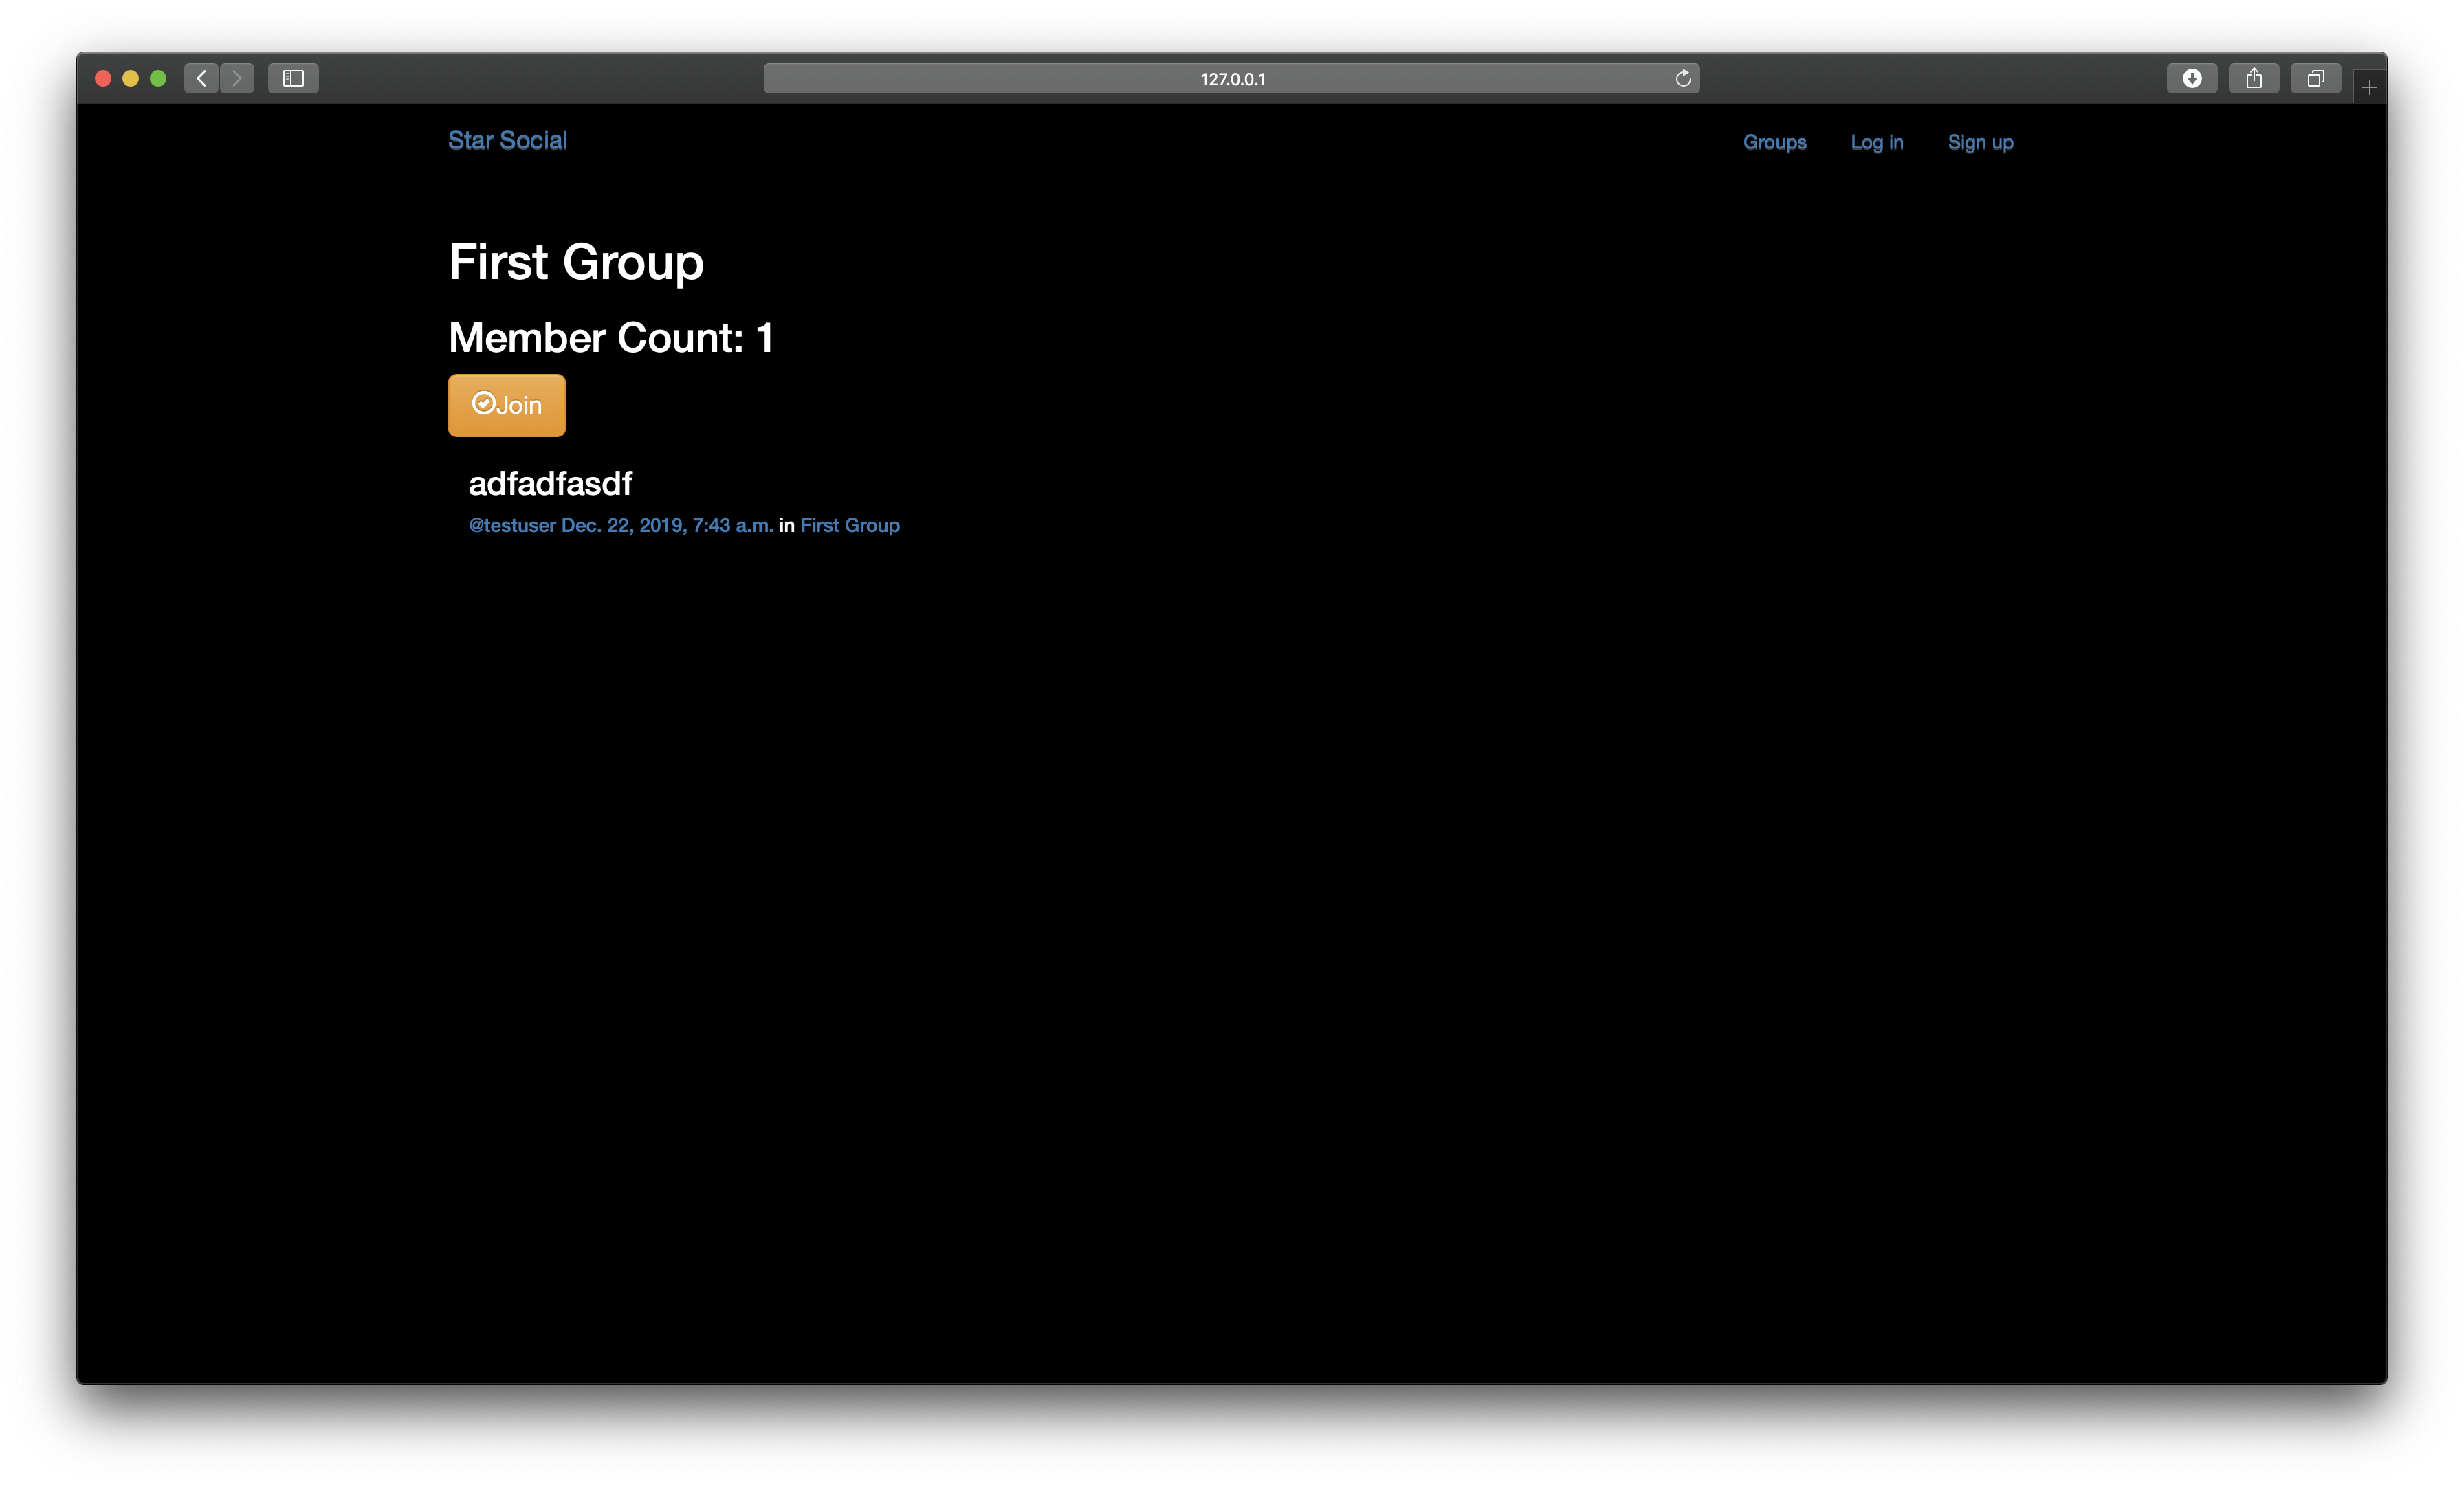 127.0.0.1
Star Social Groups Log in Sign up
First Group
Member Count: 1
Join
adfadfasdf
@testuser Dec. 22, 2019, 7:43 a.m. in First Group